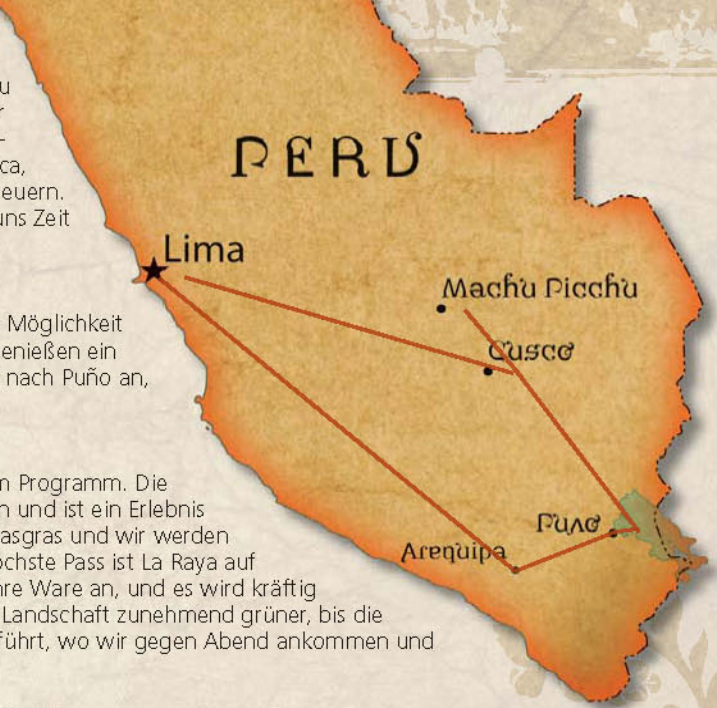 u
r
-
ca,
euern.
uns Zeit
Möglichkeit
enießen ein
nach Puño an,
m Programm. Die
n und ist ein Erlebnis
asgras und wir werden
öchste Pass ist La Raya auf
hre Ware an, und es wird kräftig
Landschaft zunehmend grüner, bis die
führt, wo wir gegen Abend ankommen und
PERU
Lima
Machu Picchu
Cusco
Puno
Arequipa